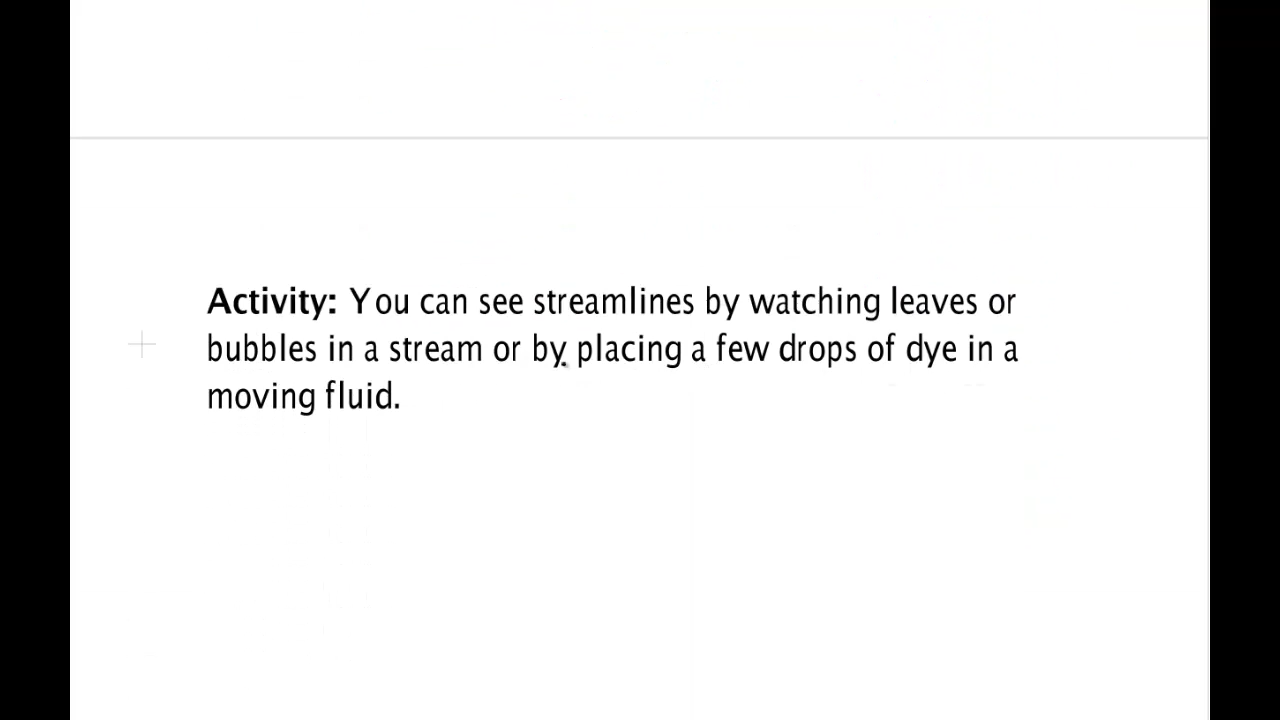 Activity: You can see streamlines by watching leaves or
bubbles in a stream or by placing a few drops of dye in a
moving fluid.